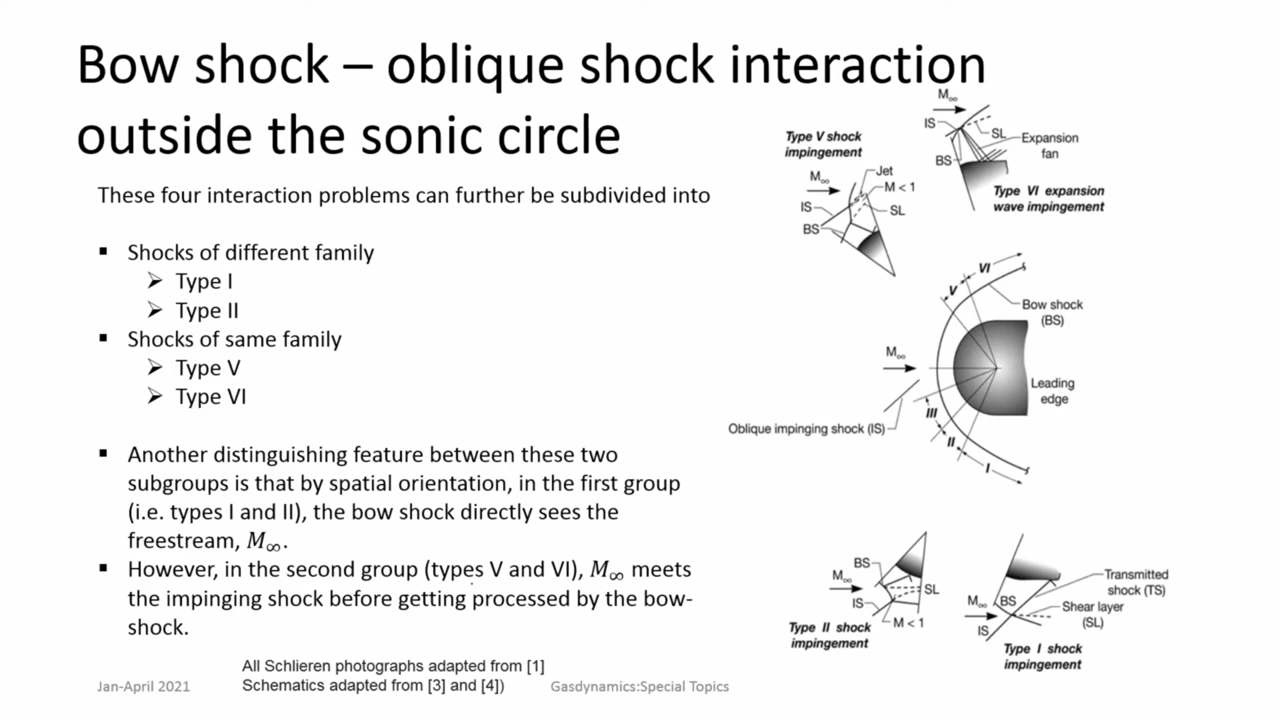 Bow shock – oblique shock interaction
outside the sonic circle
These four interaction problems can further be subdivided into
▪ Shocks of different family
➢ Type I
➢ Type II
▪ Shocks of same family
➢ Type V
➢ Type VI
▪ Another distinguishing feature between these two
subgroups is that by spatial orientation, in the first group
(i.e. types I and II), the bow shock directly sees the
freestream, M∞.
▪ However, in the second group (types V and VI), M∞ meets
the impinging shock before getting processed by the bow-
shock.
All Schlieren photographs adapted from [1]
Schematics adapted from [3] and [4])
Jan-April 2021
Gasdynamics:Special Topics
M∞
IS
SL
Expansion
fan
BS
Type VI expansion
wave impingement
Type V shock
impingement
Jet
M∞
M < 1
IS
SL
BS
VI
V
Bow shock
(BS)
M∞
Leading
edge
III
Oblique impinging shock (IS)
II
I
BS
M∞
SL
IS
M < 1
Type II shock
impingement
Transmitted
shock (TS)
M∞
BS
Shear layer
(SL)
IS
Type I shock
impingement